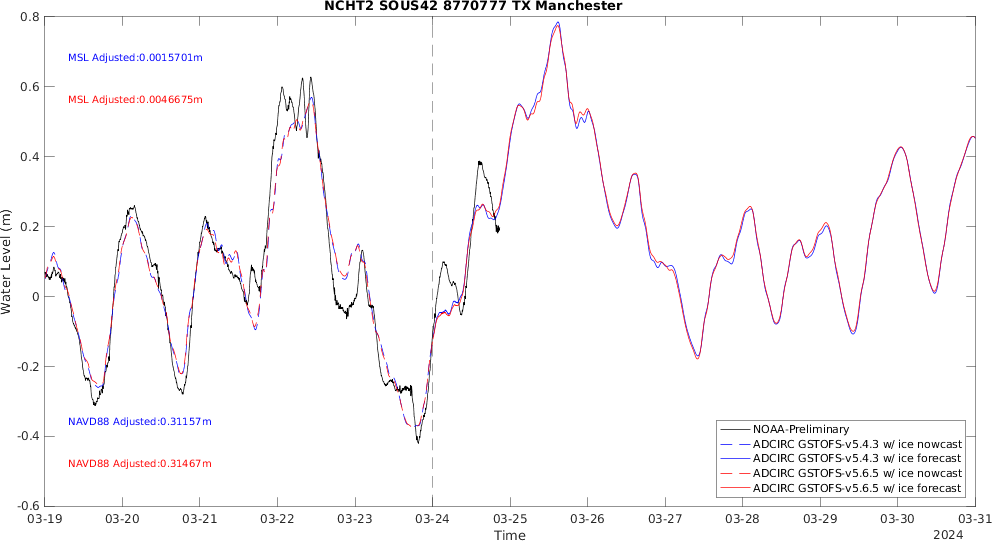 NCHT2 SOUS42 8770777 TX Manchester
MSL Adjusted:0.0015701m
MSL Adjusted:0.0046675m
NAVD88 Adjusted:0.31157m
NAVD88 Adjusted:0.31467m
Water Level (m)
0.8
0.6
0.4
0.2
0
-0.2
-0.4
-0.6
NOAA-Preliminary
ADCIRC GSTOFS-v5.4.3 w/ ice nowcast
ADCIRC GSTOFS-v5.4.3 w/ ice forecast
ADCIRC GSTOFS-v5.6.5 w/ ice nowcast
ADCIRC GSTOFS-v5.6.5 w/ ice forecast
03-19 03-20 03-21 03-22 03-23 03-24 03-25 03-26 03-27 03-28 03-29 03-30 03-31
Time
2024